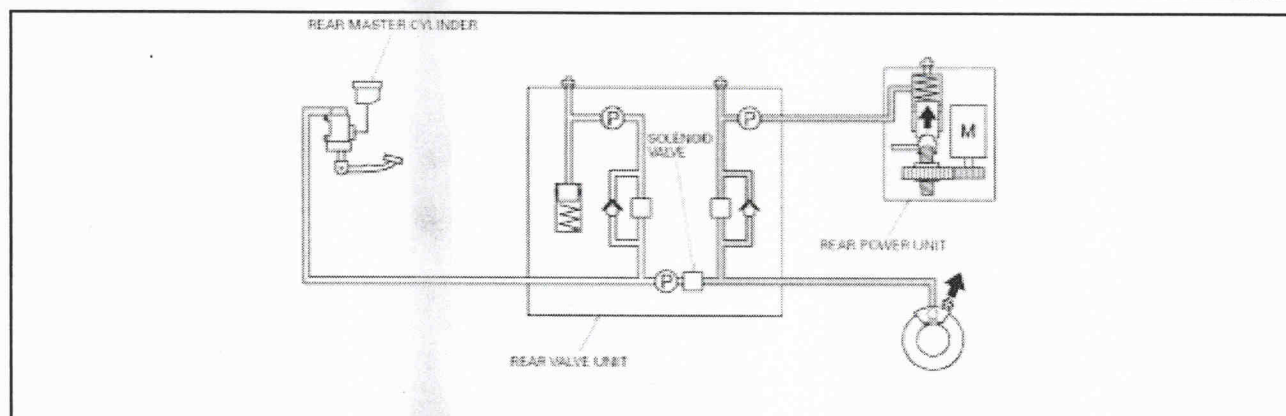 REAR MASTER CYLINDER
P
P
SOLENOID
VALVE
M
REAR POWER UNIT
P
REAR VALVE UNIT